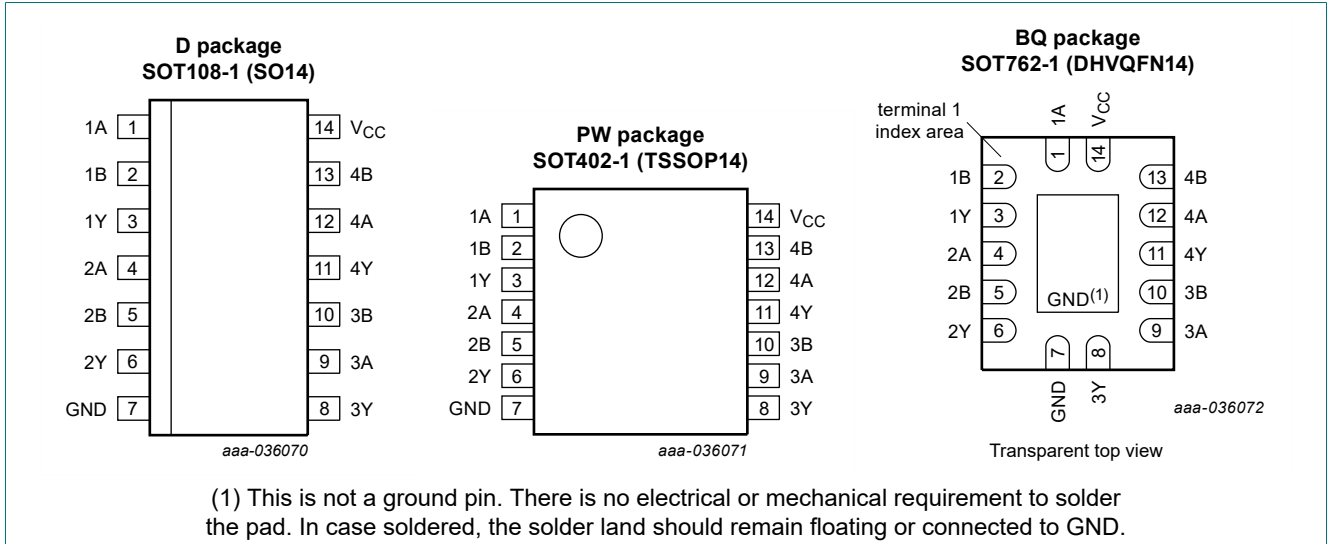 D package
SOT108-1 (SO14)
1A 1 14 VCC
1B 2 13 4B
1Y 3 12 4A
2A 4 11 4Y
2B 5 10 3B
2Y 6 9 3A
GND 7 8 3Y
aaa-036070
PW package
SOT402-1 (TSSOP14)
1A 1 14 VCC
1B 2 13 4B
1Y 3 12 4A
2A 4 11 4Y
2B 5 10 3B
2Y 6 9 3A
GND 7 8 3Y
aaa-036071
BQ package
SOT762-1 (DHVQFN14)
terminal 1
index area
1A VCC
1 14
1B 2 13 4B
1Y 3 12 4A
2A 4 11 4Y
2B 5 10 3B
GND(1)
2Y 6 9 3A
7 8
GND 3Y
aaa-036072
Transparent top view
(1) This is not a ground pin. There is no electrical or mechanical requirement to solder
the pad. In case soldered, the solder land should remain floating or connected to GND.